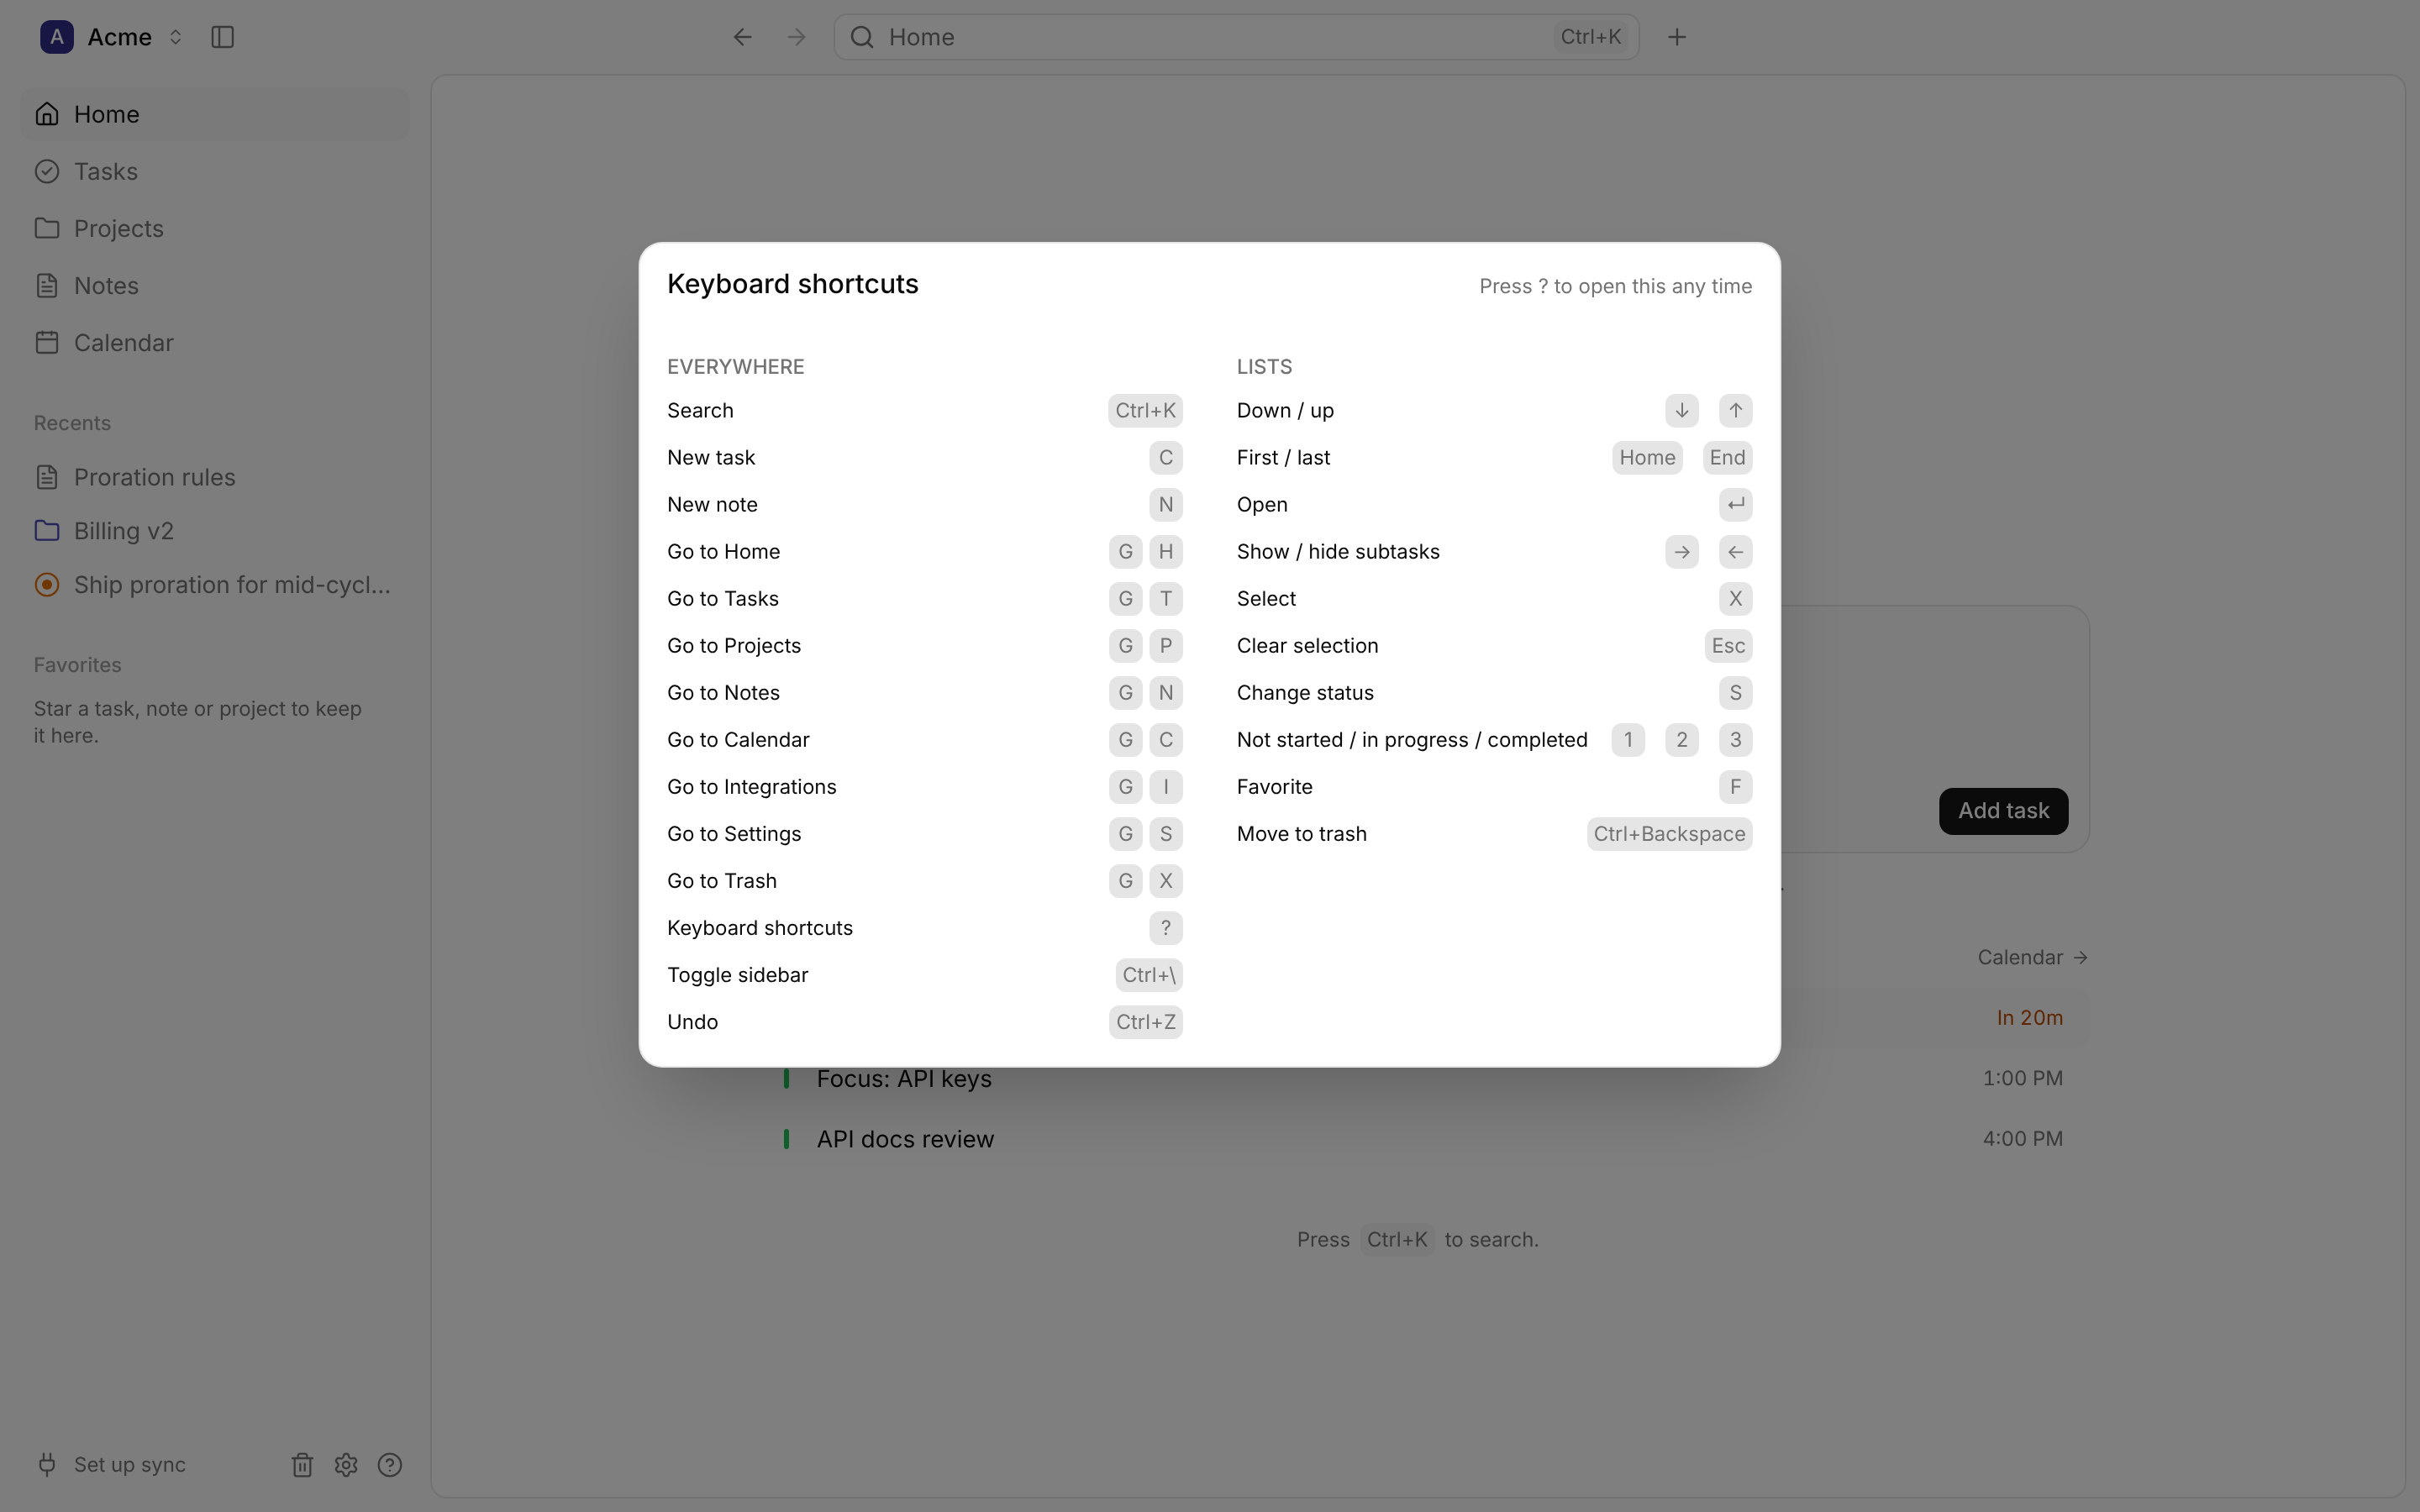 A Acme
Home Ctrl+K
Home
Tasks
Projects
Notes
Calendar
Recents
Proration rules
Billing v2
Ship proration for mid-cycl...
Favorites
Star a task, note or project to keep
it here.
Set up sync
Keyboard shortcuts
Press ? to open this any time
EVERYWHERE
Search Ctrl+K
New task C
New note N
Go to Home G H
Go to Tasks G T
Go to Projects G P
Go to Notes G N
Go to Calendar G C
Go to Integrations G I
Go to Settings G S
Go to Trash G X
Keyboard shortcuts ?
Toggle sidebar Ctrl+\
Undo Ctrl+Z
LISTS
Down / up ↓ ↑
First / last Home End
Open ↵
Show / hide subtasks → ←
Select X
Clear selection Esc
Change status S
Not started / in progress / completed 1 2 3
Favorite F
Move to trash Ctrl+Backspace
Add task
Calendar →
In 20m
Focus: API keys 1:00 PM
API docs review 4:00 PM
Press Ctrl+K to search.